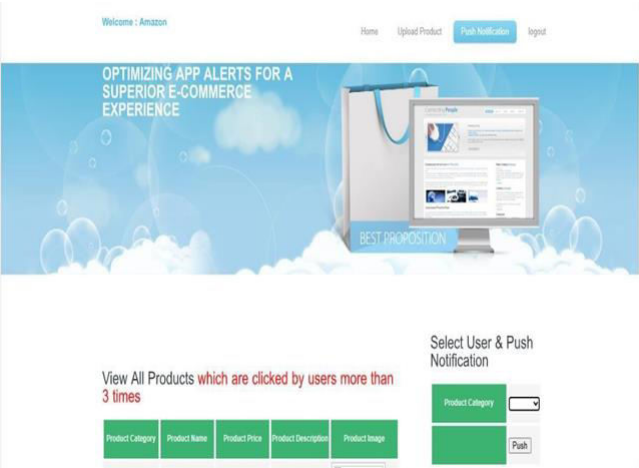 Welcome : Amazon
Home Upload Product Push Notification logout
OPTIMIZING APP ALERTS FOR A
SUPERIOR E-COMMERCE
EXPERIENCE
BEST PROPOSITION
Select User & Push
Notification
View All Products which are clicked by users more than
3 times
Product Category
Push
Product Category Product Name Product Price Product Description Product Image